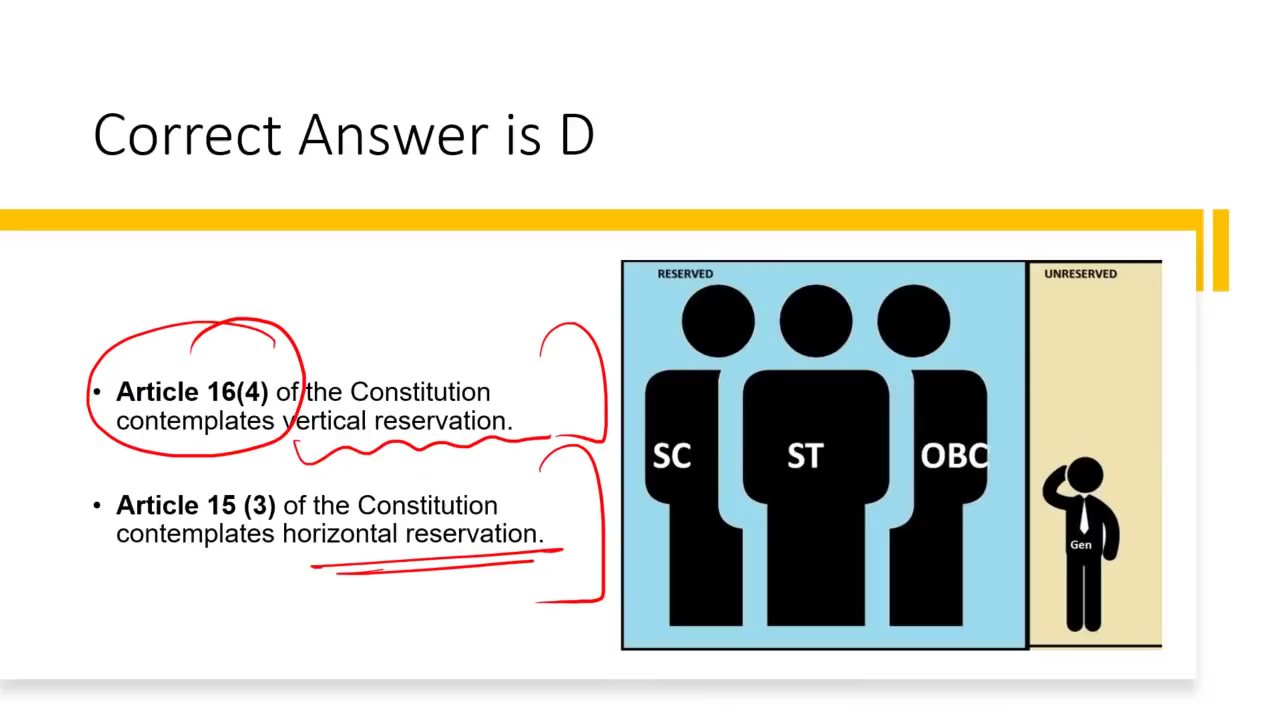 Correct Answer is D
• Article 16(4) of the Constitution
contemplates vertical reservation.
• Article 15 (3) of the Constitution
contemplates horizontal reservation.
RESERVED
UNRESERVED
SC
ST
OBC
Gen